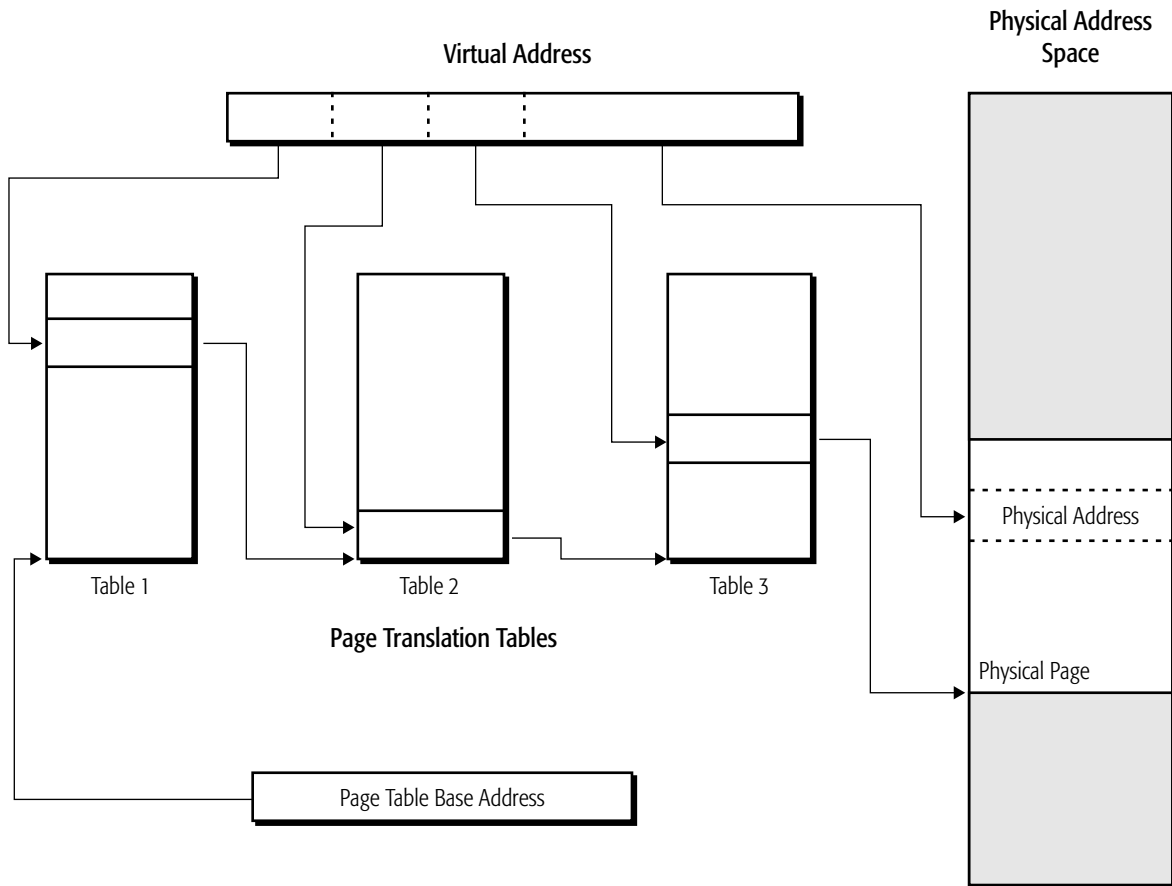 Physical Address
Space
Virtual Address
Physical Address
Table 1
Table 2
Table 3
Page Translation Tables
Physical Page
Page Table Base Address